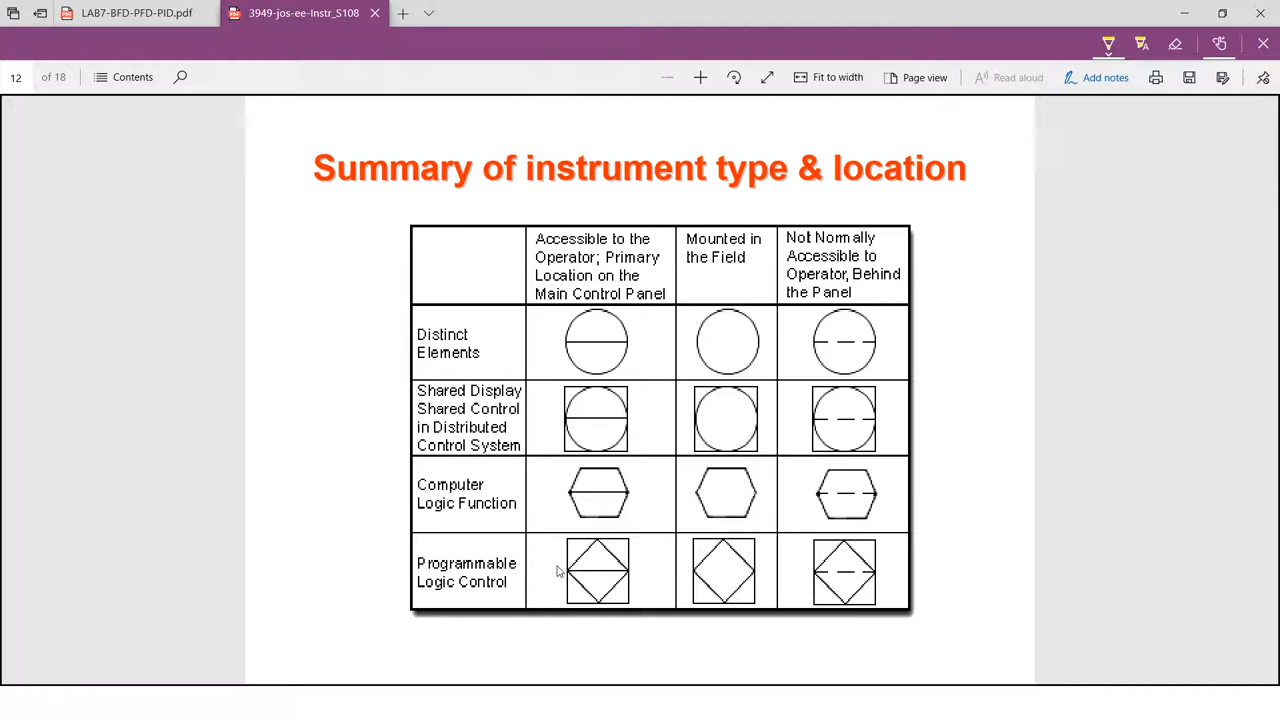 LAB7-BFD-PFD-PID.pdf
3949-jos-ee-Instr_S108
12 of 18
Contents
Fit to width
Page view
Read aloud
Add notes
Summary of instrument type & location
Accessible to the
Operator; Primary
Location on the
Main Control Panel
Mounted in
the Field
Not Normally
Accessible to
Operator, Behind
the Panel
Distinct
Elements
Shared Display
Shared Control
in Distributed
Control System
Computer
Logic Function
Programmable
Logic Control